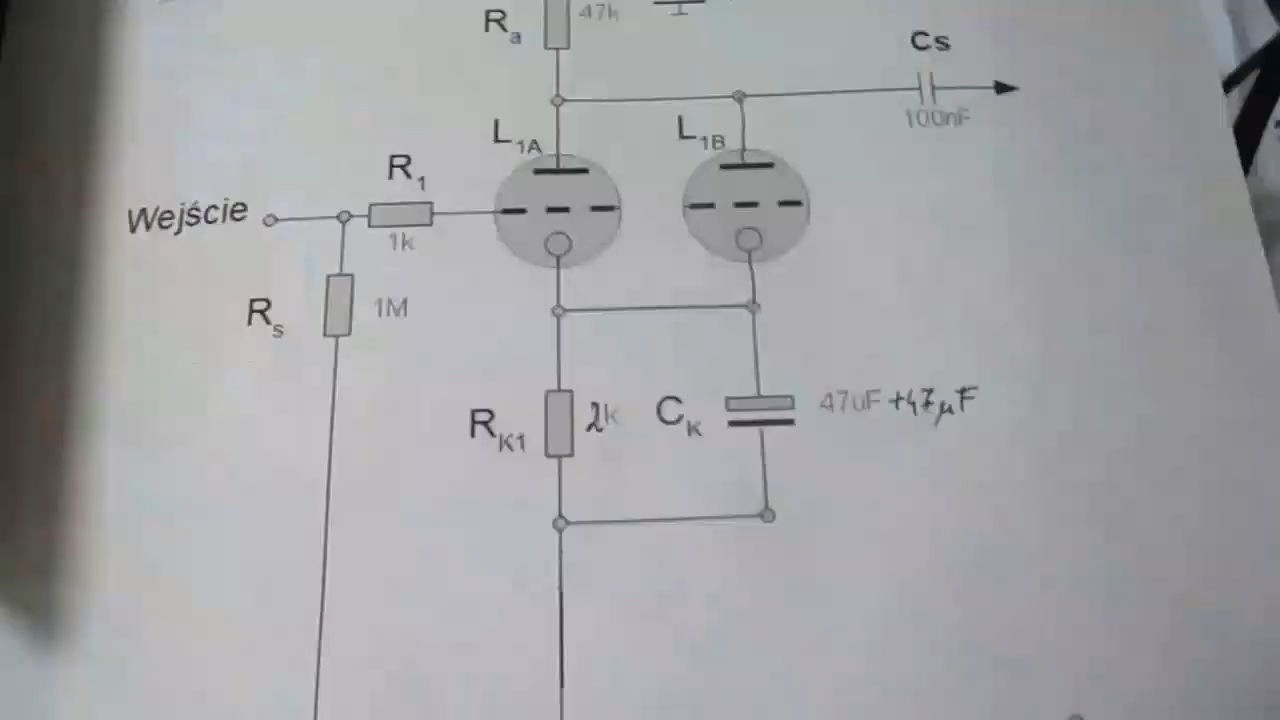 Ra 47k
Cs
100nF
L1A
L1B
R1
Wejście
1k
Rs
1M
RK1
2k
CK
47uF +47µF